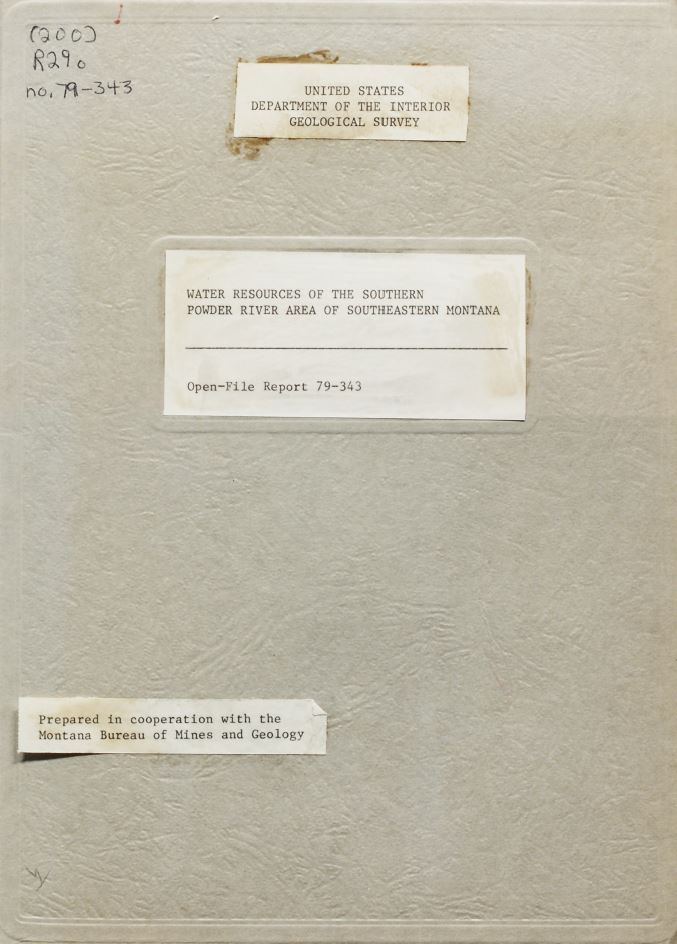 (200)
R29o
no. 79-343
UNITED STATES
DEPARTMENT OF THE INTERIOR
GEOLOGICAL SURVEY
WATER RESOURCES OF THE SOUTHERN
POWDER RIVER AREA OF SOUTHEASTERN MONTANA
Open-File Report 79-343
Prepared in cooperation with the
Montana Bureau of Mines and Geology